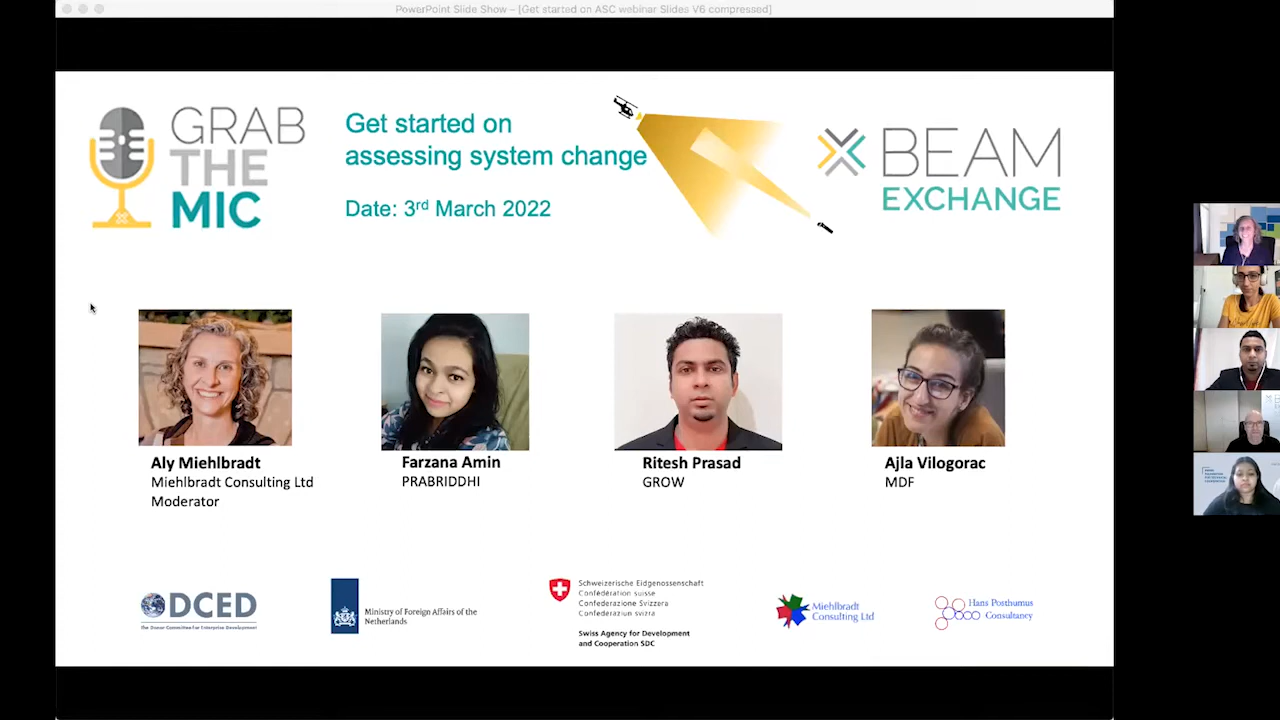 PowerPoint Slide Show – [Get started on ASC webinar Slides V6 compressed]
GRAB
THE
MIC
Get started on
assessing system change
Date: 3rd March 2022
BEAM
EXCHANGE
Aly Miehlbradt
Miehlbradt Consulting Ltd
Moderator
Farzana Amin
PRABRIDDHI
Ritesh Prasad
GROW
Ajla Vilogorac
MDF
DCED
The Donor Committee for Enterprise Development
Ministry of Foreign Affairs of the
Netherlands
Schweizerische Eidgenossenschaft
Confédération suisse
Confederazione Svizzera
Confederaziun svizra
Swiss Agency for Development
and Cooperation SDC
Miehlbradt
Consulting Ltd
Hans Posthumus
Consultancy